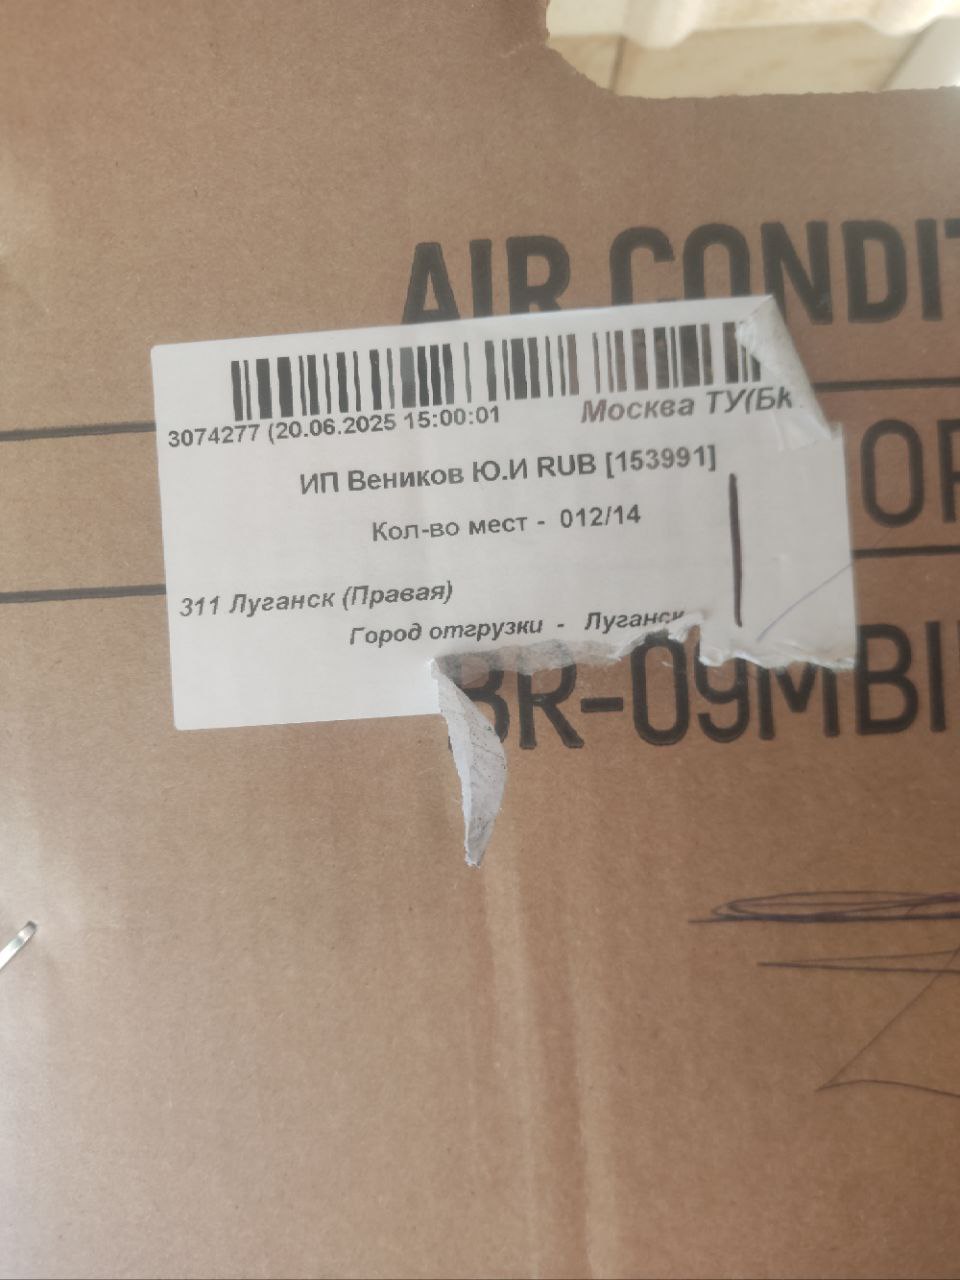 AIR CONDIT
3074277 (20.06.2025 15:00:01
Москва ТУ(Бк
ИП Веников Ю.И RUB [153991]
Кол-во мест - 012/14
311 Луганск (Правая)
Город отгрузки - Луганск
BR-09MBI